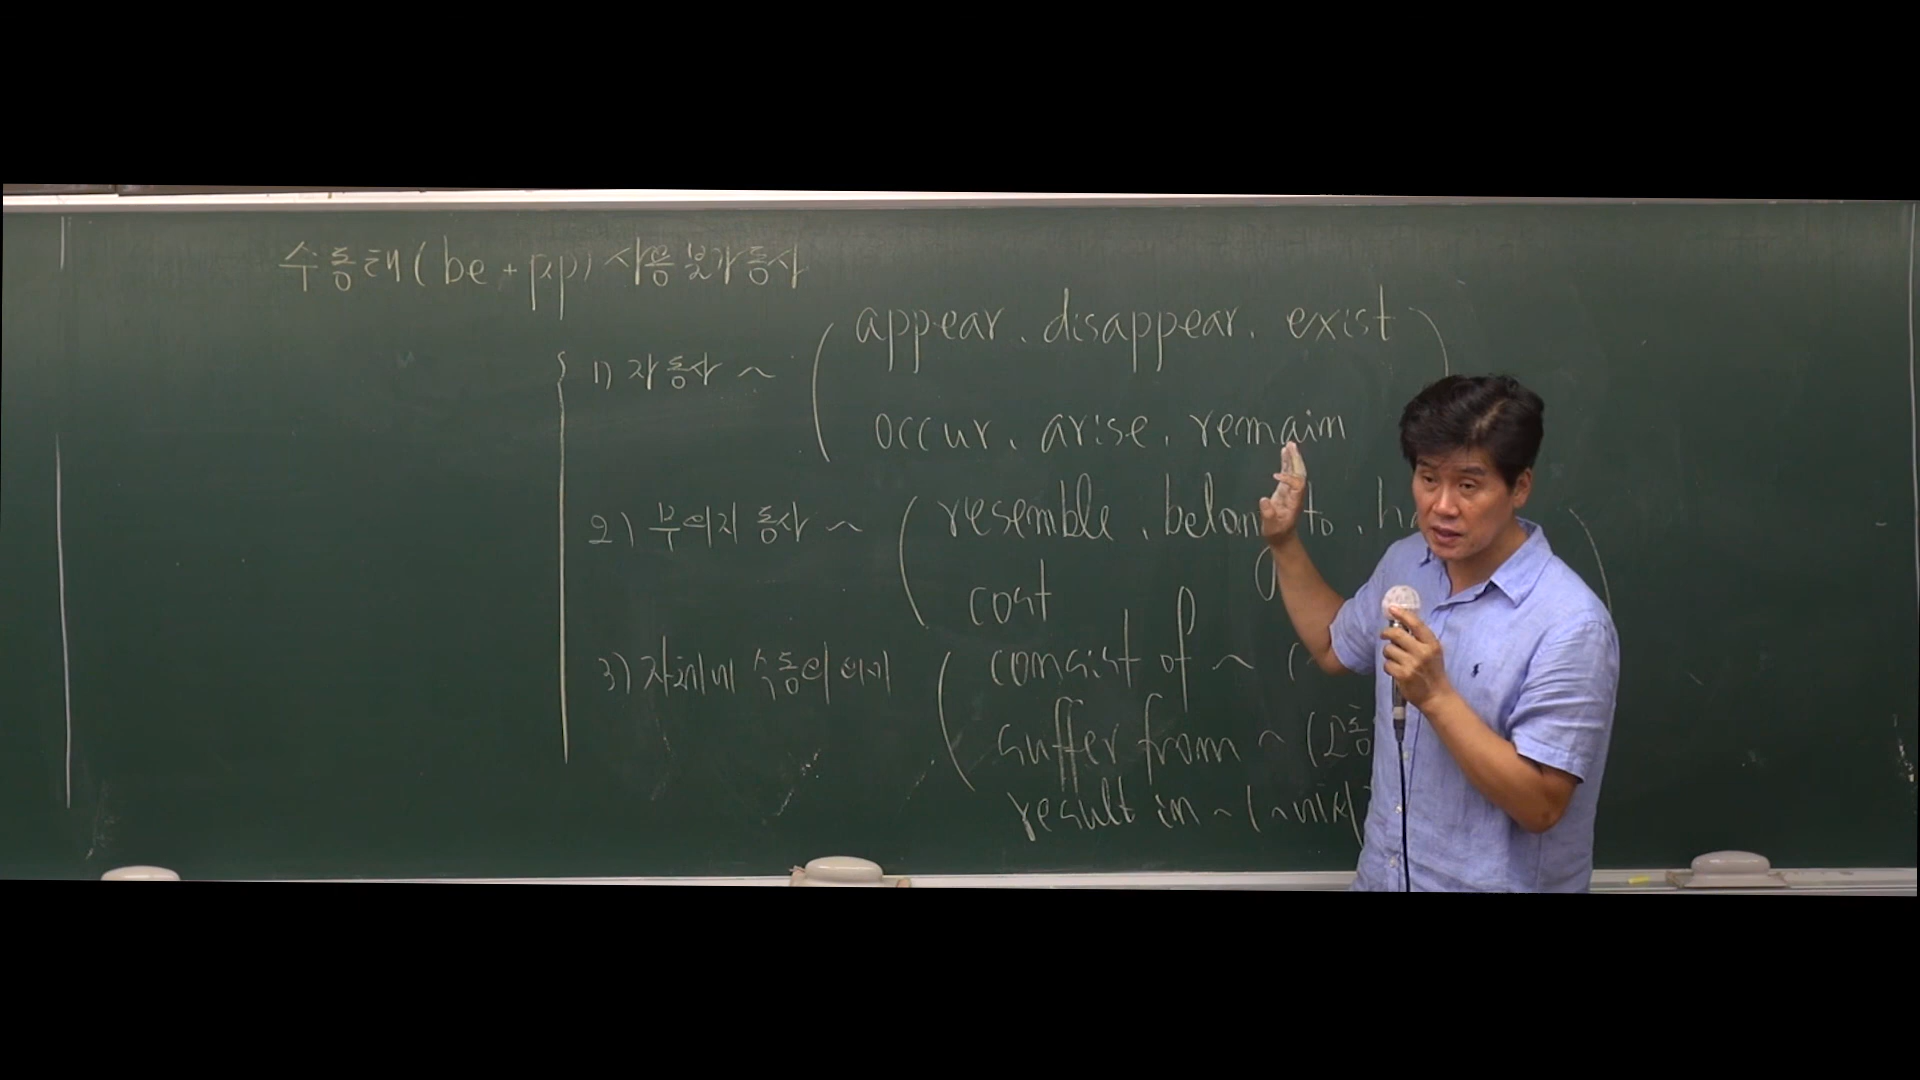 수동태 (be + p.p) 사용불가동사
1) 자동사 ~ ( appear, disappear, exist )
occur, arise, remain
2) 무의지 동사 ~ ( resemble, belong to,
cost )
3) 자체에 수동의 의미 ( consist of ~ (
suffer from ~ (
result in ~ (